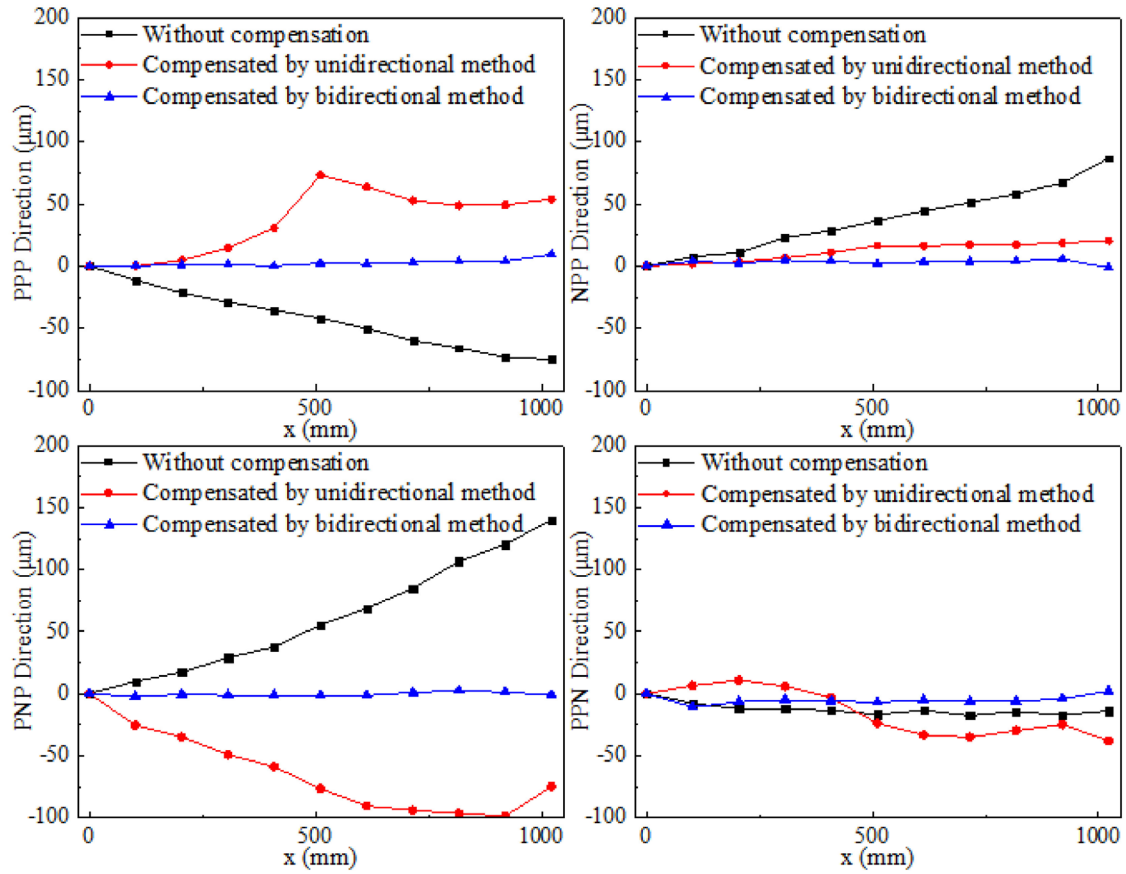 200
150
100
50
0
-50
-100
PPP Direction (μm)
Without compensation
Compensated by unidirectional method
Compensated by bidirectional method
0
500
1000
x (mm)
200
150
100
50
0
-50
-100
NPP Direction (μm)
Without compensation
Compensated by unidirectional method
Compensated by bidirectional method
0
500
1000
x (mm)
200
150
100
50
0
-50
-100
PNP Direction (μm)
Without compensation
Compensated by unidirectional method
Compensated by bidirectional method
0
500
1000
x (mm)
200
150
100
50
0
-50
-100
PPN Direction (μm)
Without compensation
Compensated by unidirectional method
Compensated by bidirectional method
0
500
1000
x (mm)